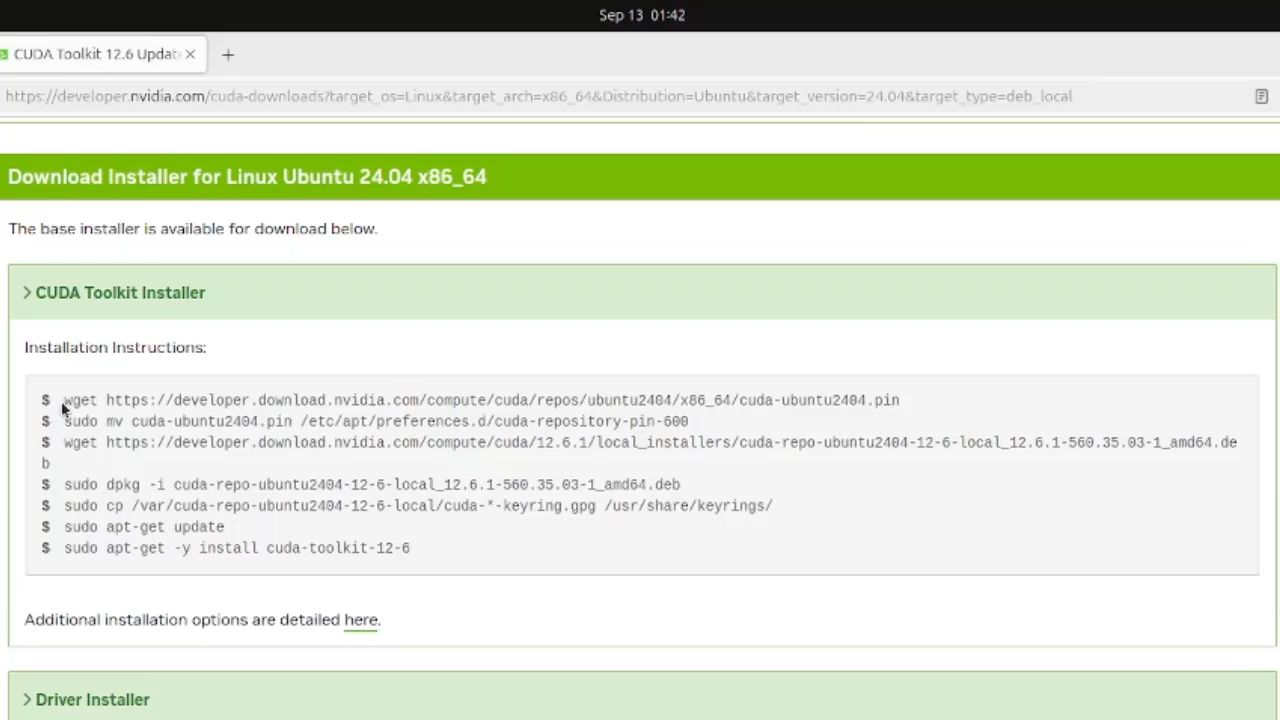 Sep 13 01:42
CUDA Toolkit 12.6 Updat
https://developer.nvidia.com/cuda-downloads?target_os=Linux&target_arch=x86_64&Distribution=Ubuntu&target_version=24.04&target_type=deb_local
Download Installer for Linux Ubuntu 24.04 x86_64
The base installer is available for download below.
CUDA Toolkit Installer
Installation Instructions:
$ wget https://developer.download.nvidia.com/compute/cuda/repos/ubuntu2404/x86_64/cuda-ubuntu2404.pin
$ sudo mv cuda-ubuntu2404.pin /etc/apt/preferences.d/cuda-repository-pin-600
$ wget https://developer.download.nvidia.com/compute/cuda/12.6.1/local_installers/cuda-repo-ubuntu2404-12-6-local_12.6.1-560.35.03-1_amd64.de
b
$ sudo dpkg -i cuda-repo-ubuntu2404-12-6-local_12.6.1-560.35.03-1_amd64.deb
$ sudo cp /var/cuda-repo-ubuntu2404-12-6-local/cuda-*-keyring.gpg /usr/share/keyrings/
$ sudo apt-get update
$ sudo apt-get -y install cuda-toolkit-12-6
Additional installation options are detailed here.
Driver Installer